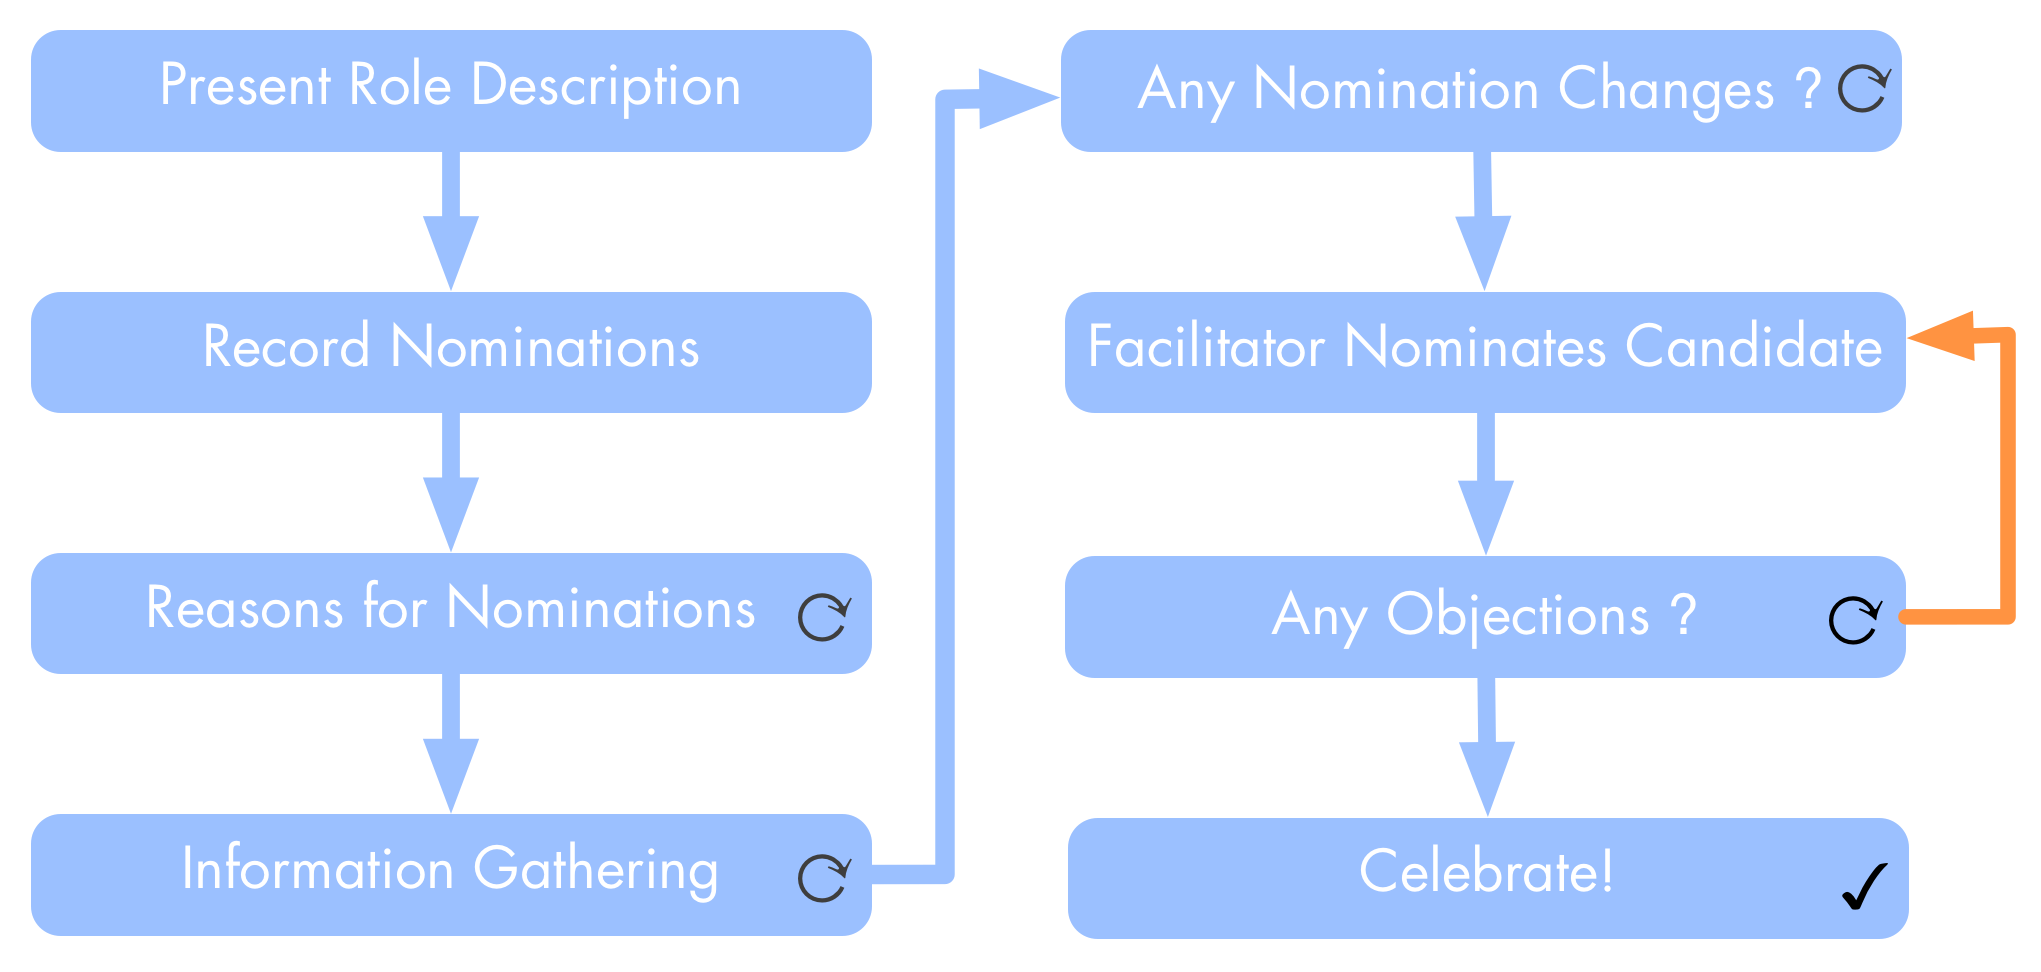 Present Role Description
Record Nominations
Reasons for Nominations
Information Gathering
Any Nomination Changes ?
Facilitator Nominates Candidate
Any Objections ?
Celebrate!